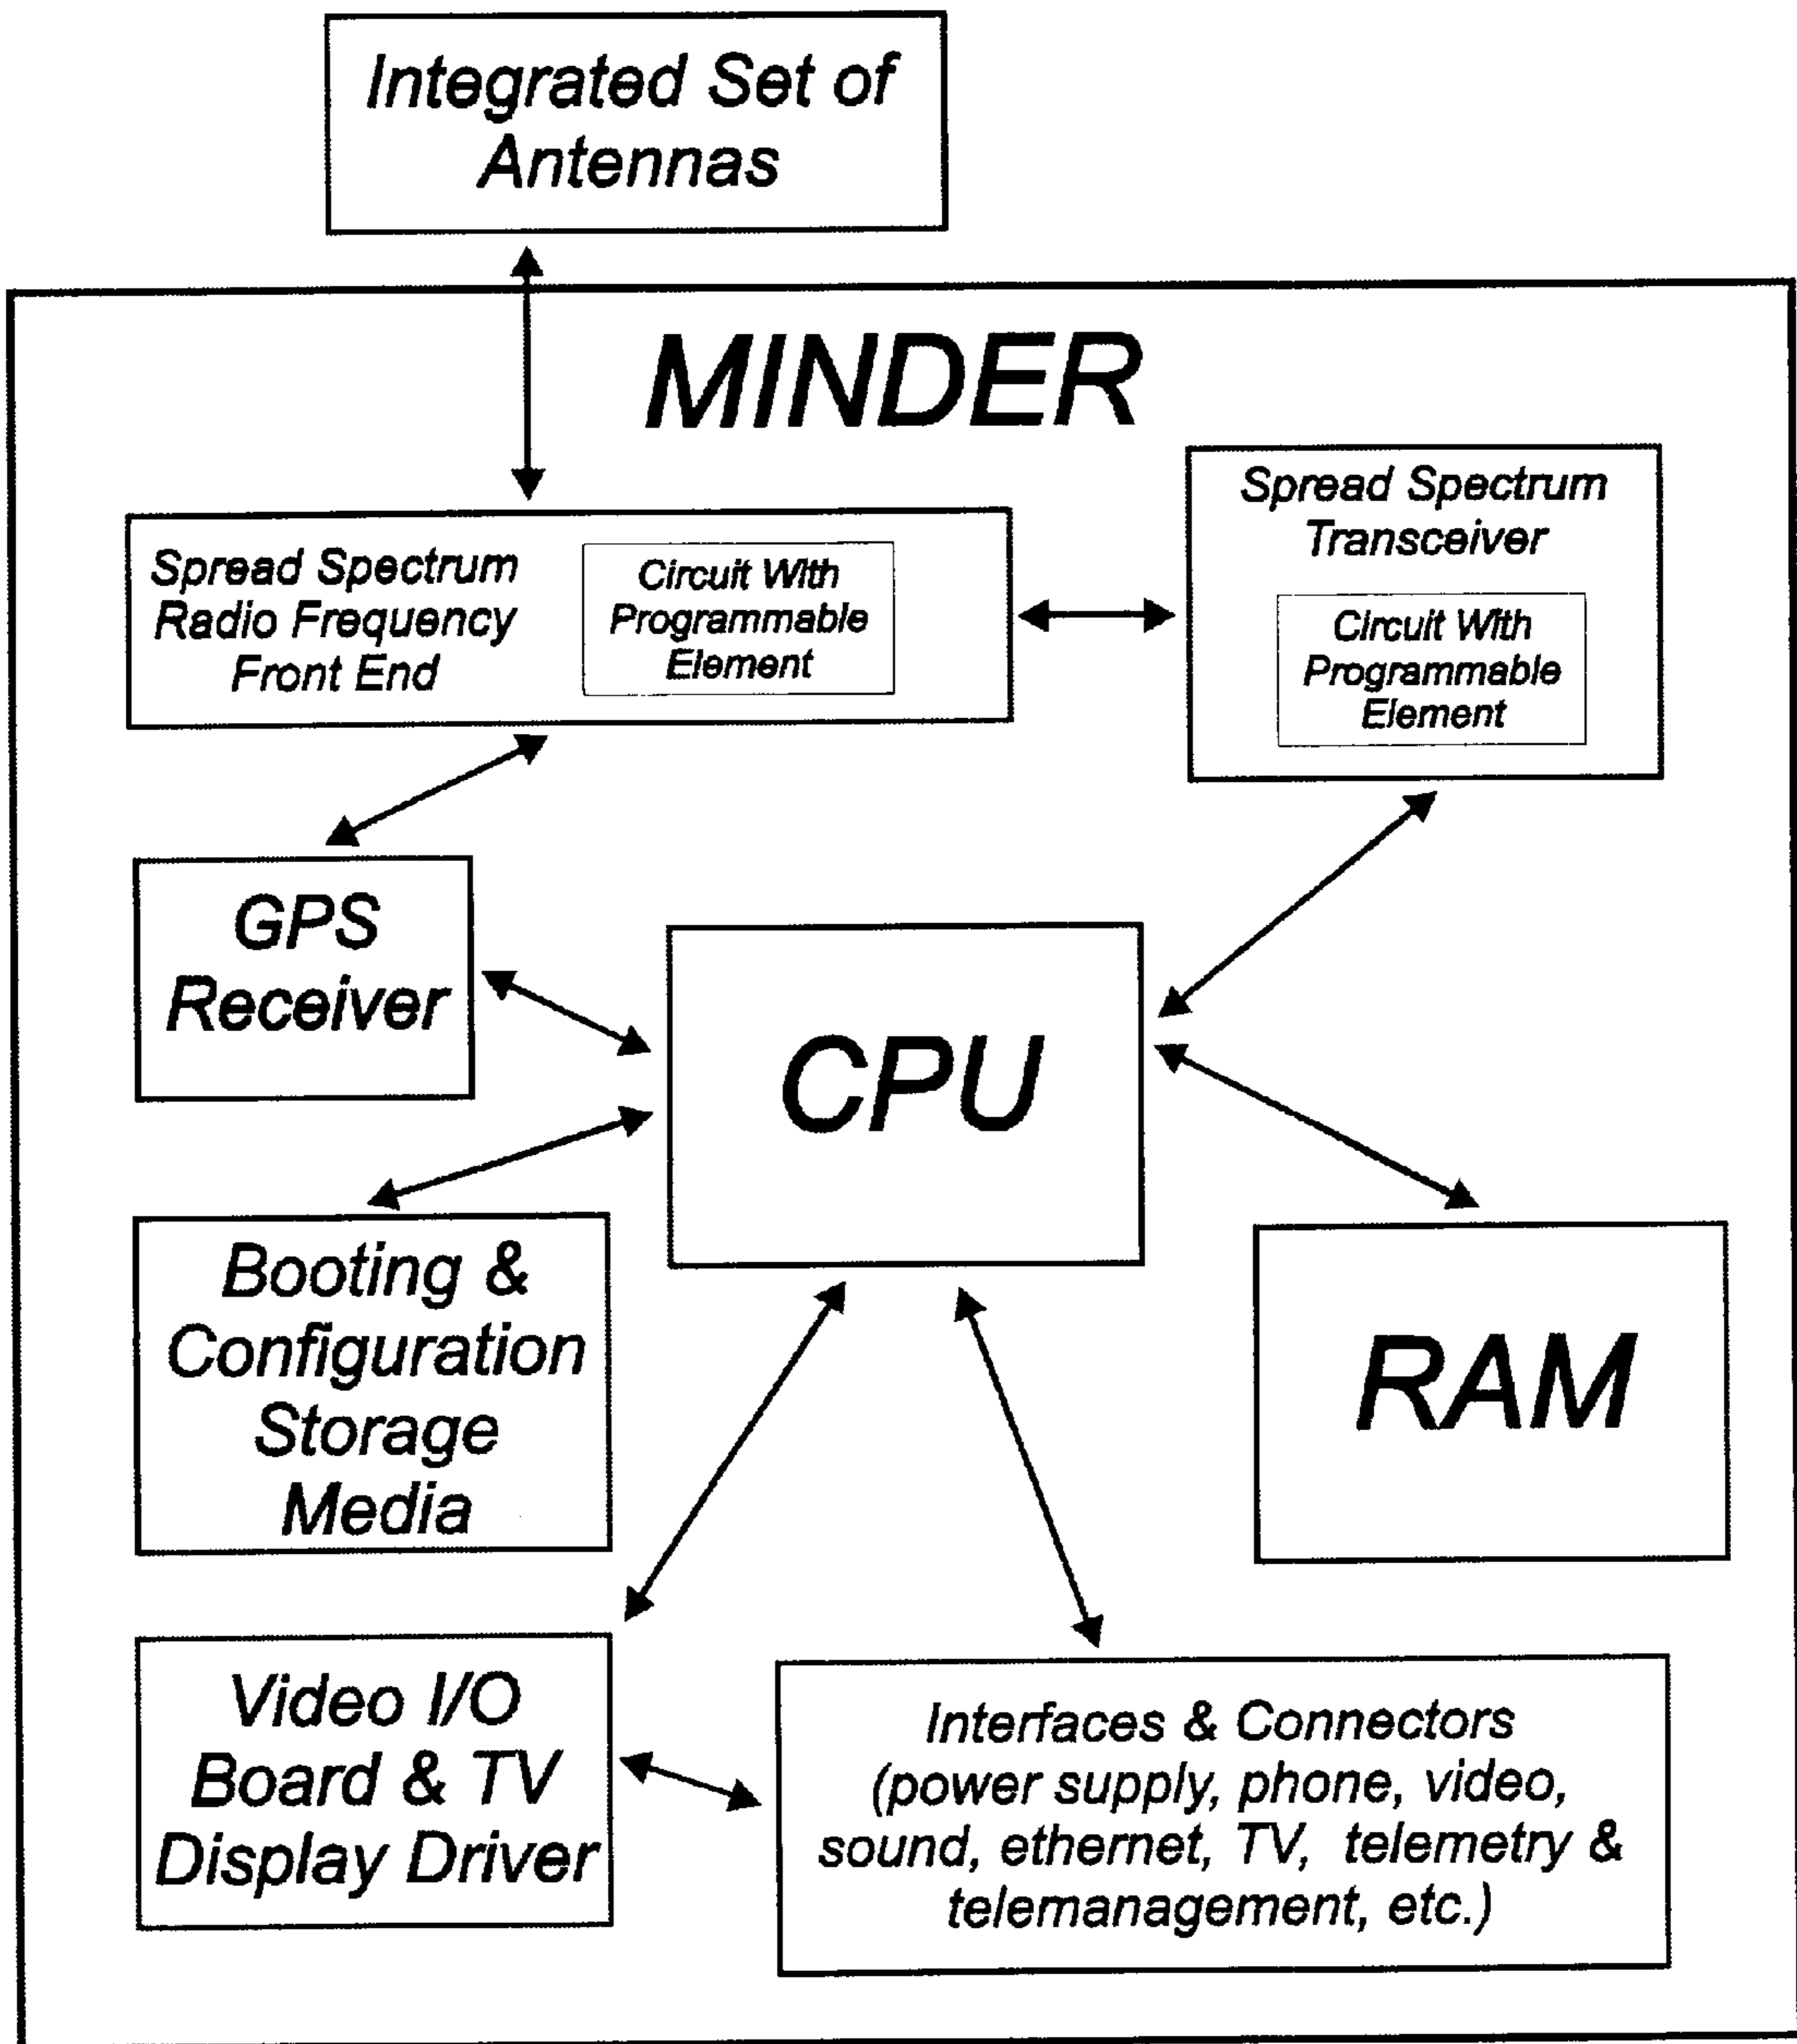 Integrated Set of
Antennas
MINDER
Spread Spectrum
Radio Frequency
Front End
Circuit With
Programmable
Element
Spread Spectrum
Transceiver
Circuit With
Programmable
Element
GPS
Receiver
CPU
Booting &
Configuration
Storage
Media
RAM
Video I/O
Board & TV
Display Driver
Interfaces & Connectors
(power supply, phone, video,
sound, ethernet, TV, telemetry &
telemanagement, etc.)